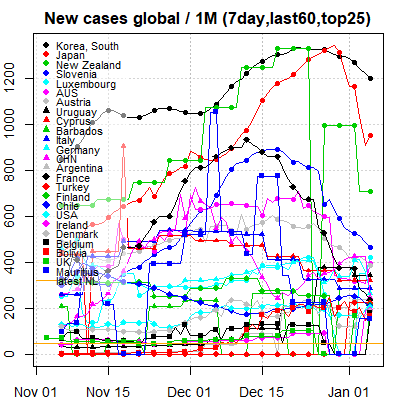 New cases global / 1M (7day,last60,top25)
Korea, South
Japan
New Zealand
Slovenia
Luxembourg
AUS
Austria
Uruguay
Cyprus
Barbados
Italy
Germany
CHN
Argentina
France
Turkey
Finland
Chile
USA
Ireland
Denmark
Belgium
Bolivia
UK
Mauritius
latest NL
1200
1000
800
600
400
200
0
Nov 01
Nov 15
Dec 01
Dec 15
Jan 01